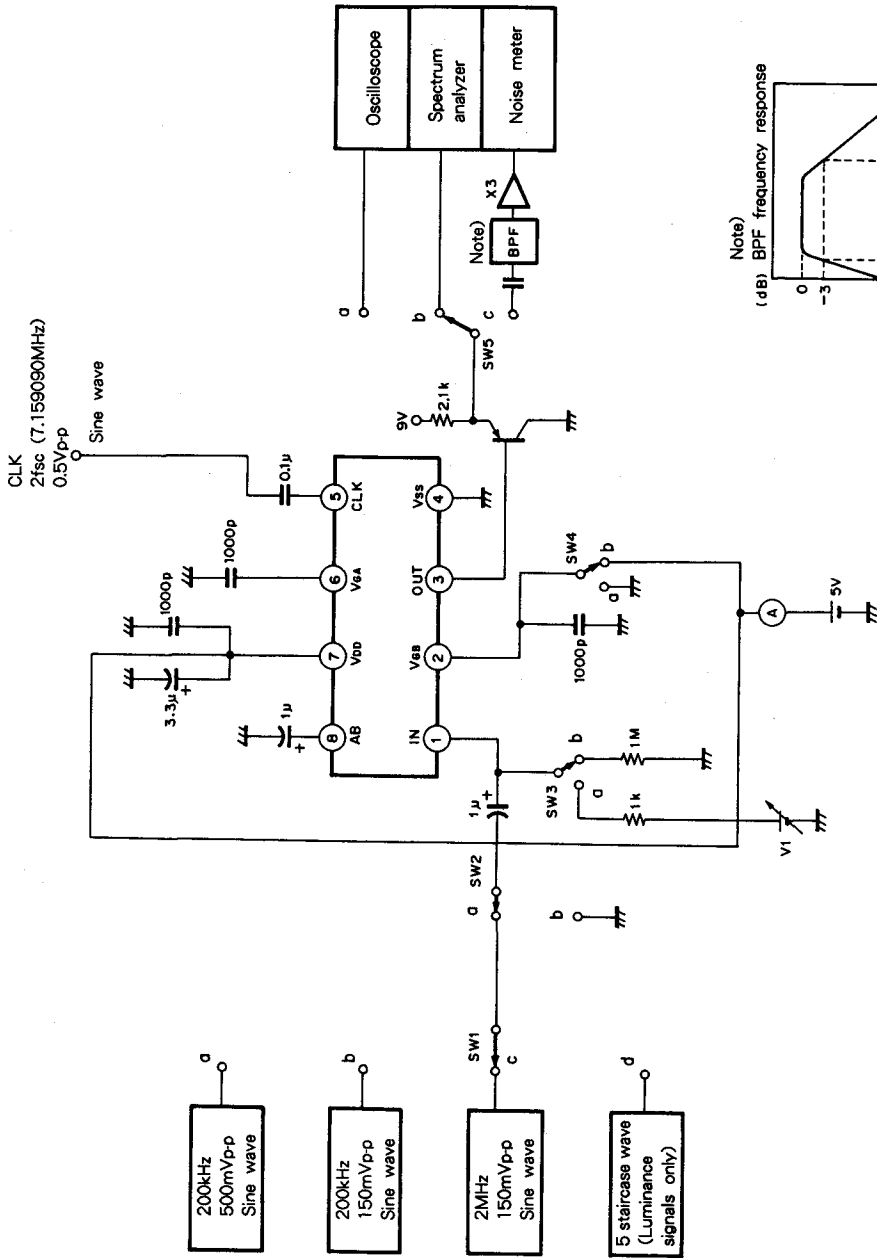 CLK
2fsc (7.159090MHz)
0.5Vp-p
Sine wave
3.3μ
+
1000p
1000p
0.1μ
1μ
+
8
7
6
5
AB
VDD
VGA
CLK
IN
VGB
OUT
VSS
1
2
3
4
200kHz
500mVp-p
Sine wave
a
200kHz
150mVp-p
Sine wave
b
2MHz
150mVp-p
Sine wave
SW1
c
5 staircase wave
(Luminance
signals only)
d
SW2
a
b
1μ
+
SW3
b
a
1k
1M
V1
1000p
SW4
b
a
A
5V
9V
2.1k
SW5
a
b
c
Note)
BPF
X3
Oscilloscope
Spectrum
analyzer
Noise meter
Note)
BPF frequency response
(dB)
0
-3